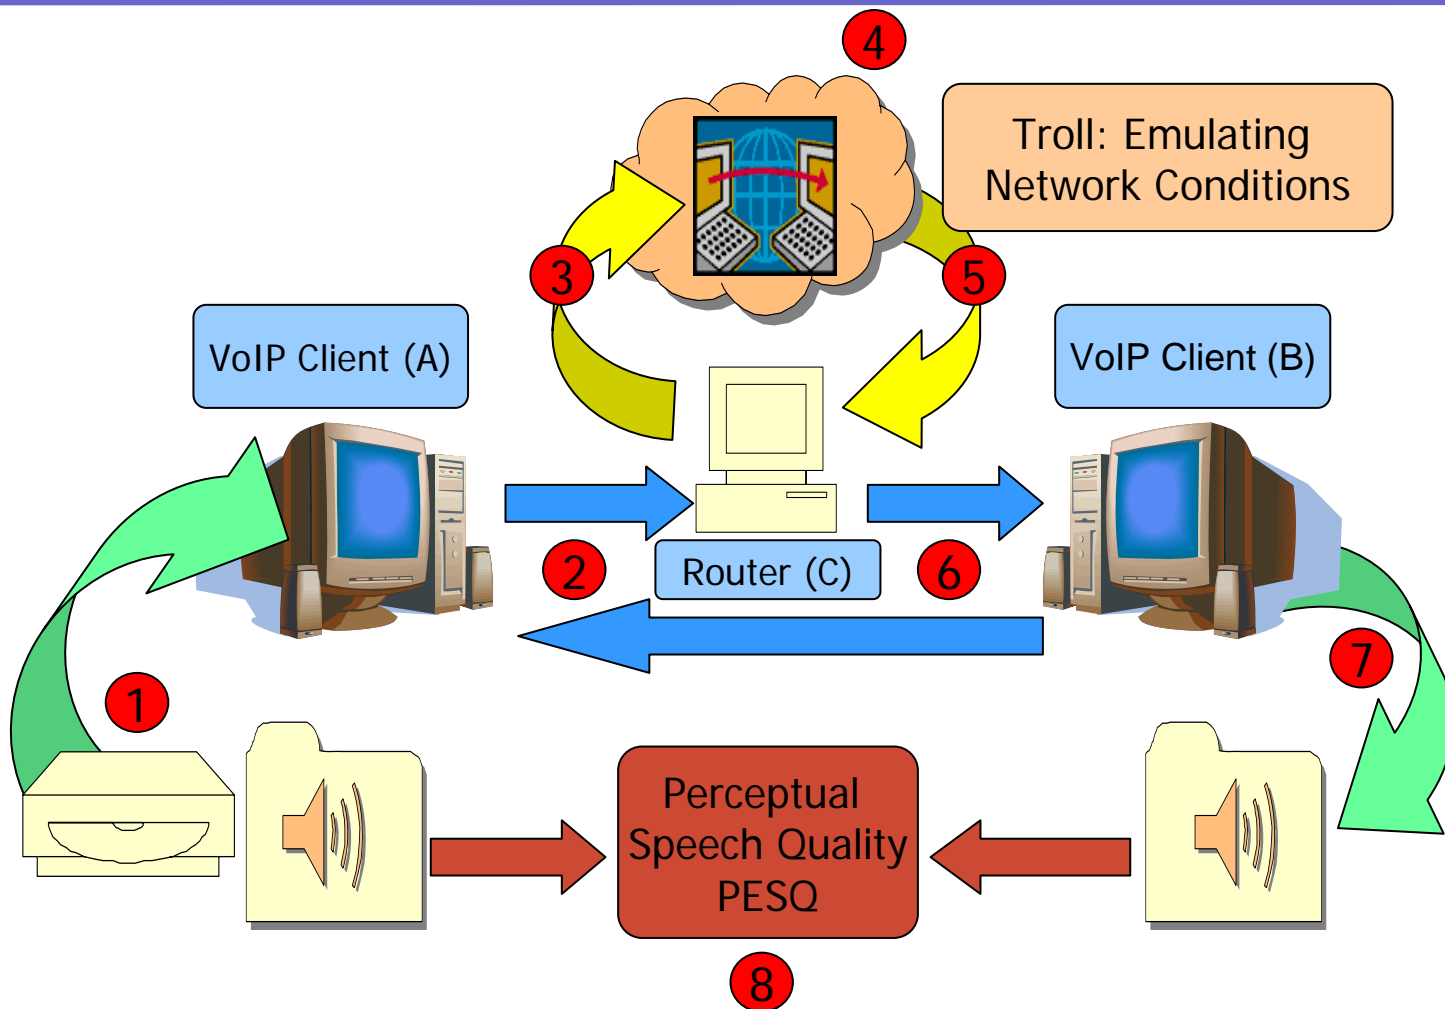 4
Troll: Emulating
Network Conditions
3
5
VoIP Client (A)
VoIP Client (B)
2
Router (C)
6
7
1
Perceptual
Speech Quality
PESQ
8